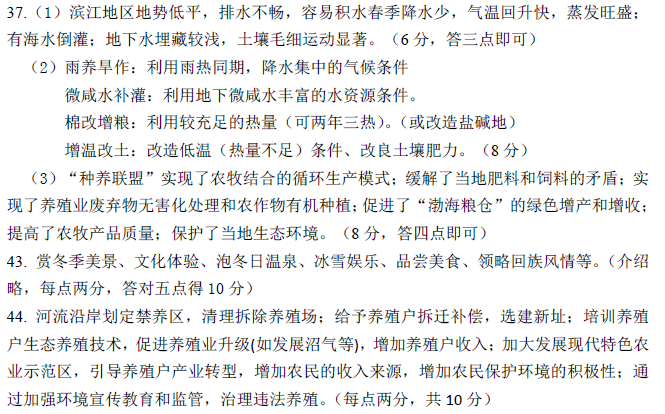 37.（1）滨江地区地势低平，排水不畅，容易积水春季降水少，气温回升快，蒸发旺盛；
有海水倒灌；地下水埋藏较浅，土壤毛细运动显著。（6 分，答三点即可）
（2）雨养旱作：利用雨热同期，降水集中的气候条件
微咸水补灌：利用地下微咸水丰富的水资源条件。
棉改增粮：利用较充足的热量（可两年三热）。（或改造盐碱地）
增温改土：改造低温（热量不足）条件、改良土壤肥力。（8 分）
（3）“种养联盟”实现了农牧结合的循环生产模式；缓解了当地肥料和饲料的矛盾；实
现了养殖业废弃物无害化处理和农作物有机种植；促进了“渤海粮仓”的绿色增产和增收；
提高了农牧产品质量；保护了当地生态环境。（8 分，答四点即可）
43. 赏冬季美景、文化体验、泡冬日温泉、冰雪娱乐、品尝美食、领略回族风情等。（介绍
略，每点两分，答对五点得 10 分）
44. 河流沿岸划定禁养区，清理拆除养殖场；给予养殖户拆迁补偿，选建新址；培训养殖
户生态养殖技术，促进养殖业升级(如发展沼气等)，增加养殖户收入；加大发展现代特色农
业示范区，引导养殖户产业转型，增加农民的收入来源，增加农民保护环境的积极性；通
过加强环境宣传教育和监管，治理违法养殖。（每点两分，共 10 分）